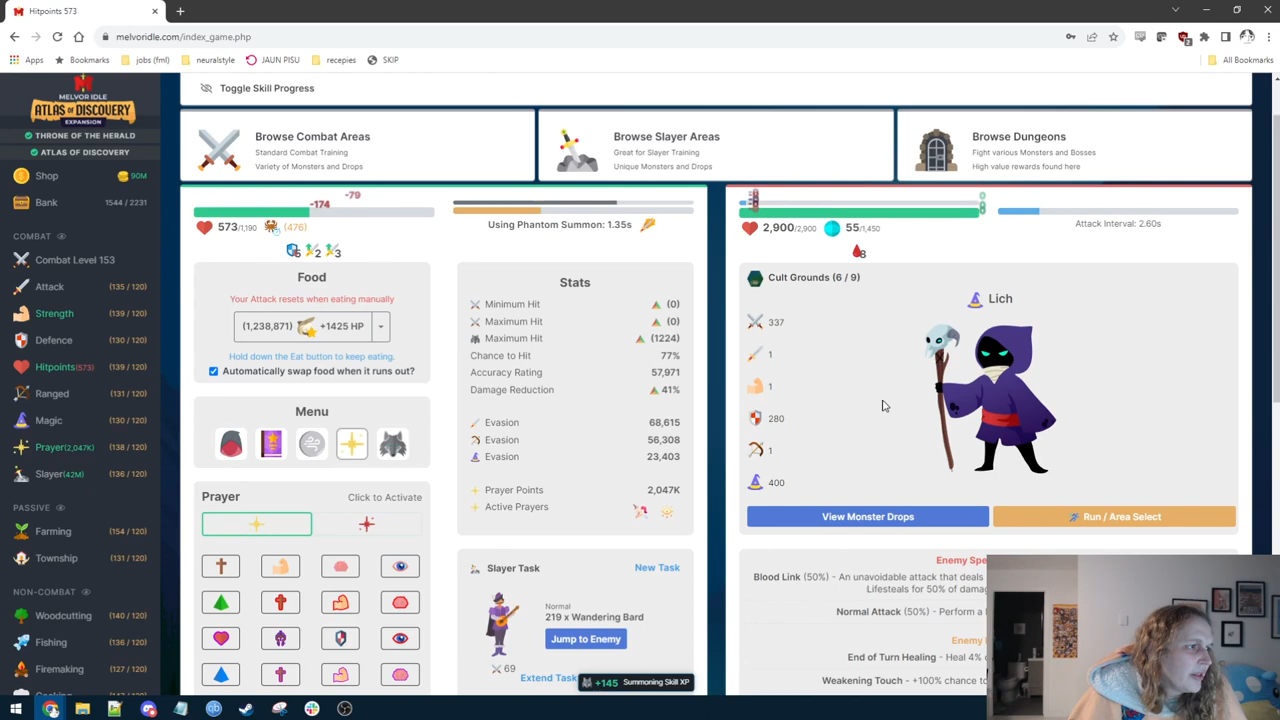 Hitpoints 573
melvoridle.com/index_game.php
Apps
Bookmarks
jobs (fml)
neuralstyle
JAUN PISU
recepies
SKIP
All Bookmarks
MELVOR IDLE
ATLAS OF DISCOVERY
EXPANSION
THRONE OF THE HERALD
ATLAS OF DISCOVERY
Shop 90M
Bank 1544 / 2231
COMBAT
Combat Level 153
Attack (135 / 120)
Strength (139 / 120)
Defence (130 / 120)
Hitpoints(573) (139 / 120)
Ranged (131 / 120)
Magic (130 / 120)
Prayer(2,047K) (138 / 120)
Slayer(42M) (136 / 120)
PASSIVE
Farming (154 / 120)
Township (131 / 120)
NON-COMBAT
Woodcutting (140 / 120)
Fishing (136 / 120)
Firemaking (127 / 120)
Toggle Skill Progress
Browse Combat Areas
Standard Combat Training
Variety of Monsters and Drops
Browse Slayer Areas
Great for Slayer Training
Unique Monsters and Drops
Browse Dungeons
Fight various Monsters and Bosses
High value rewards found here
-79
-174
573/1,190 (476)
5 2 3
Using Phantom Summon: 1.35s
Food
Your Attack resets when eating manually
(1,238,871) +1425 HP
Hold down the Eat button to keep eating.
Automatically swap food when it runs out?
Menu
Prayer Click to Activate
Stats
Minimum Hit (0)
Maximum Hit (0)
Maximum Hit (1224)
Chance to Hit 77%
Accuracy Rating 57,971
Damage Reduction 41%
Evasion 68,615
Evasion 56,308
Evasion 23,403
Prayer Points 2,047K
Active Prayers
Slayer Task New Task
Normal
219 x Wandering Bard
Jump to Enemy
69
Extend Task
+145 Summoning Skill XP
2,900/2,900 55/1,450
8
Attack Interval: 2.60s
Cult Grounds (6 / 9)
Lich
337
1
1
280
1
400
View Monster Drops
Run / Area Select
Enemy Spe
Blood Link (50%) - An unavoidable attack that deals
Lifesteals for 50% of damag
Normal Attack (50%) - Perform a
Enemy
End of Turn Healing - Heal 4%
Weakening Touch - +100% chance to